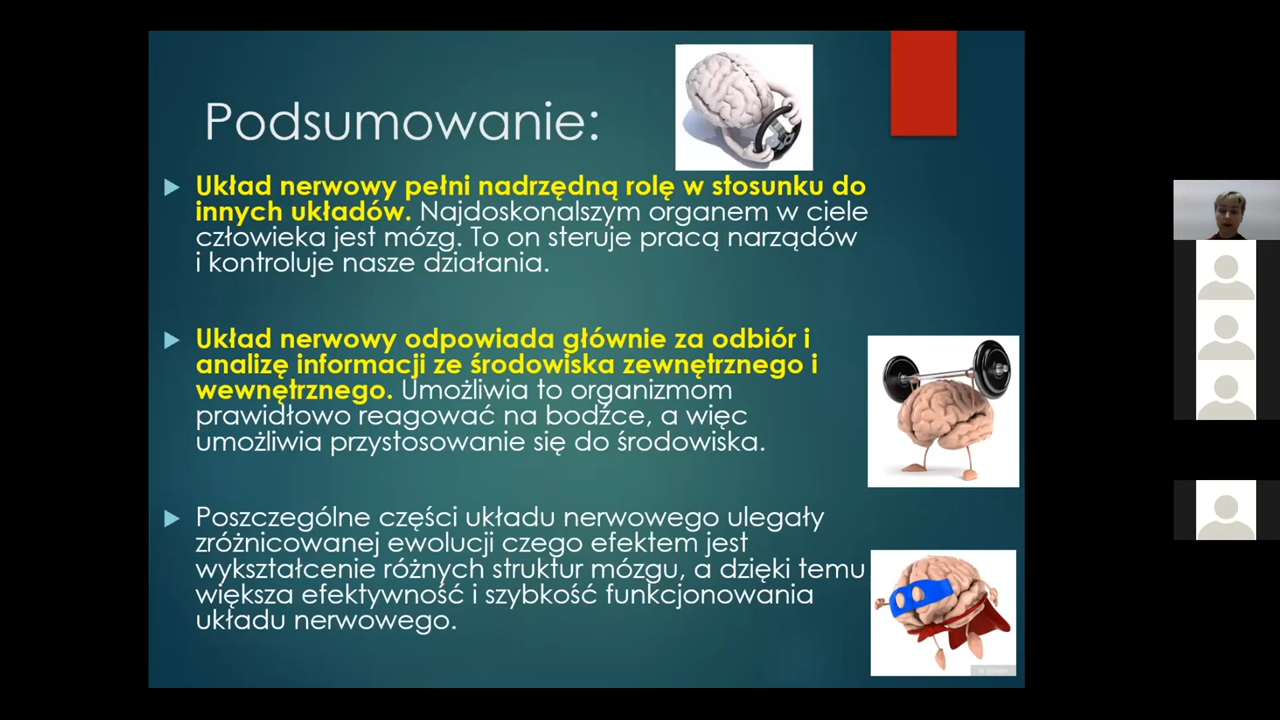 Podsumowanie:
Układ nerwowy pełni nadrzędną rolę w stosunku do
innych układów. Najdoskonalszym organem w ciele
człowieka jest mózg. To on steruje pracą narządów
i kontroluje nasze działania.
Układ nerwowy odpowiada głównie za odbiór i
analizę informacji ze środowiska zewnętrznego i
wewnętrznego. Umożliwia to organizmom
prawidłowo reagować na bodźce, a więc
umożliwia przystosowanie się do środowiska.
Poszczególne części układu nerwowego ulegały
zróżnicowanej ewolucji czego efektem jest
wykształcenie różnych struktur mózgu, a dzięki temu
większa efektywność i szybkość funkcjonowania
układu nerwowego.